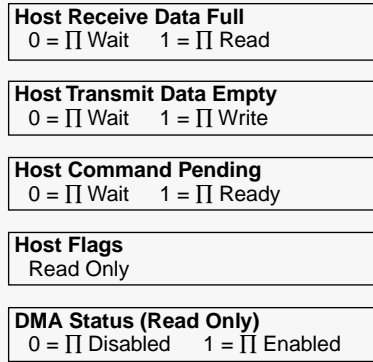 Host Receive Data Full
0 = ∏ Wait 1 = ∏ Read
Host Transmit Data Empty
0 = ∏ Wait 1 = ∏ Write
Host Command Pending
0 = ∏ Wait 1 = ∏ Ready
Host Flags
Read Only
DMA Status (Read Only)
0 = ∏ Disabled 1 = ∏ Enabled